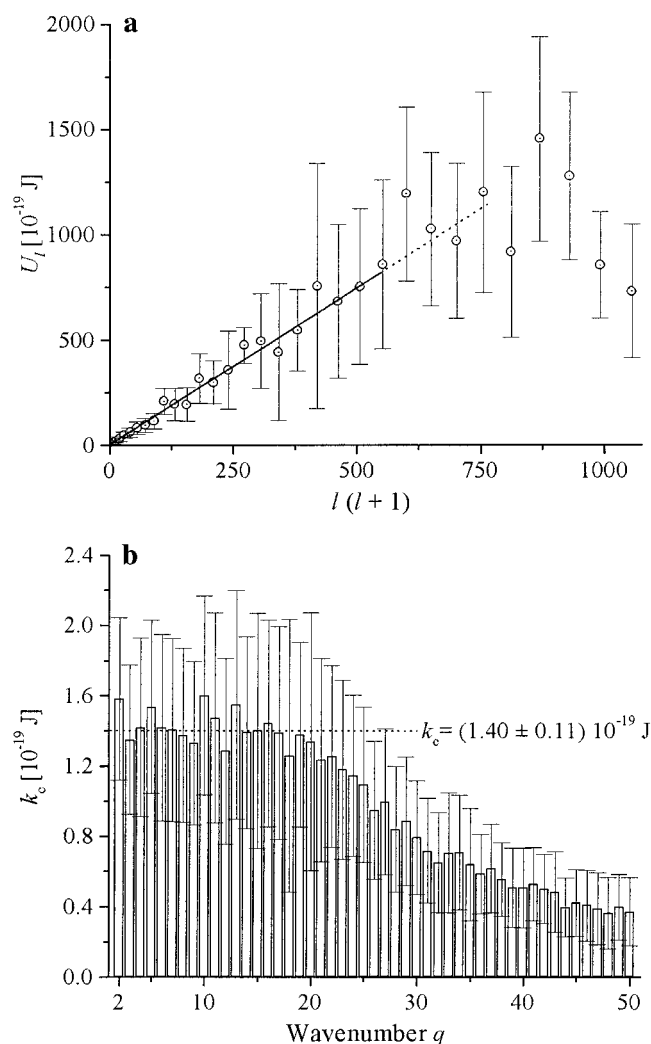 a
2000
1500
1000
500
0
U_l [10^-19 J]
0 250 500 750 1000
l (l + 1)
b
2.4
2.0
1.6
1.2
0.8
0.4
0.0
k_c [10^-19 J]
k_c = (1.40 ± 0.11) 10^-19 J
2 10 20 30 40 50
Wavenumber q